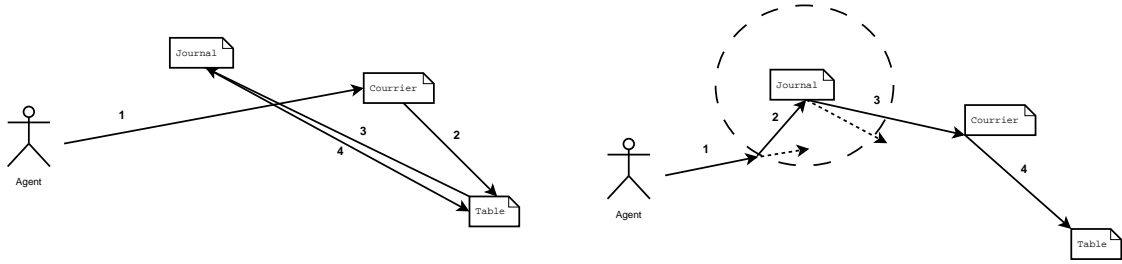 Journal
Courrier
1
2
3
4
Agent
Table
Journal
3
Courrier
2
1
4
Agent
Table